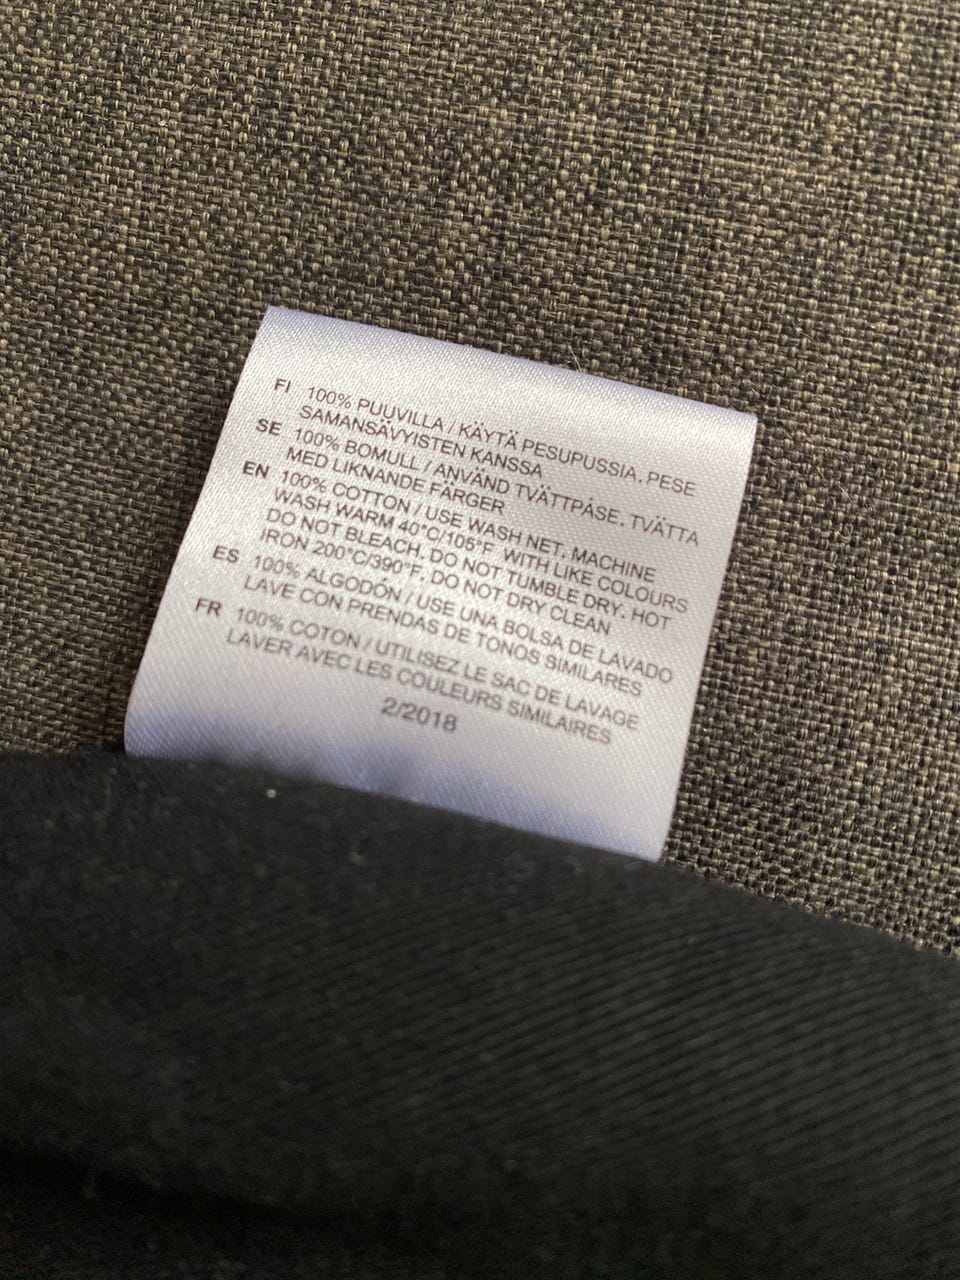 FI 100% PUUVILLA / KÄYTÄ PESUPUSSIA. PESE
SAMANSÄVYISTEN KANSSA
SE 100% BOMULL / ANVÄND TVÄTTPÅSE. TVÄTTA
MED LIKNANDE FÄRGER
EN 100% COTTON / USE WASH NET. MACHINE
WASH WARM 40°C/105°F. WITH LIKE COLOURS
DO NOT BLEACH. DO NOT TUMBLE DRY. HOT
IRON 200°C/390°F. DO NOT DRY CLEAN
ES 100% ALGODÓN / USE UNA BOLSA DE LAVADO
LAVE CON PRENDAS DE TONOS SIMILARES
FR 100% COTON / UTILISEZ LE SAC DE LAVAGE
LAVER AVEC LES COULEURS SIMILAIRES
2/2018